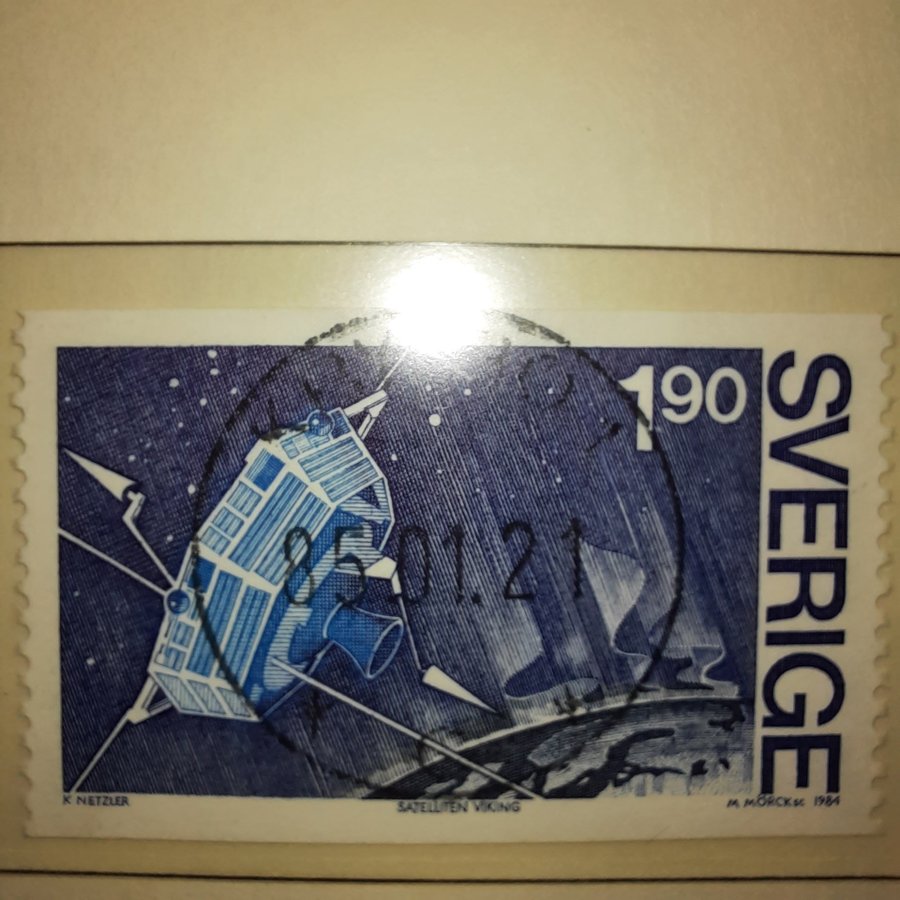 1.90
SVERIGE
85.01.21
K NETZLER
SATELLITEN VIKING
M MÖRCK SC 1984